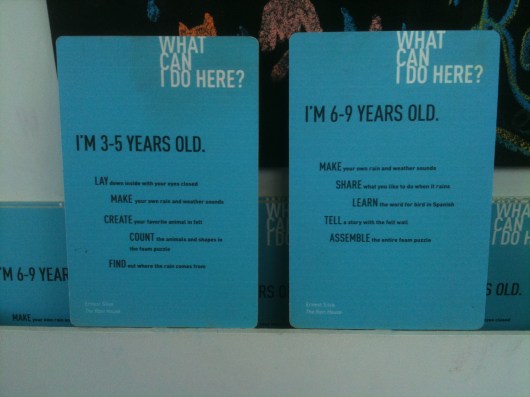 WHAT
CAN
I DO HERE?
I'M 3-5 YEARS OLD.
LAY down inside with your eyes closed
MAKE your own rain and weather sounds
CREATE your favorite animal in felt
COUNT the animals and shapes in
the foam puzzle
FIND out where the rain comes from
WHAT
CAN
I DO HERE?
I'M 6-9 YEARS OLD.
MAKE your own rain and weather sounds
SHARE what you like to do when it rains
LEARN the word for bird in Spanish
TELL a story with the felt wall
ASSEMBLE the entire foam puzzle
'M 6-9 YEAR
MAKE your own
S OLD.